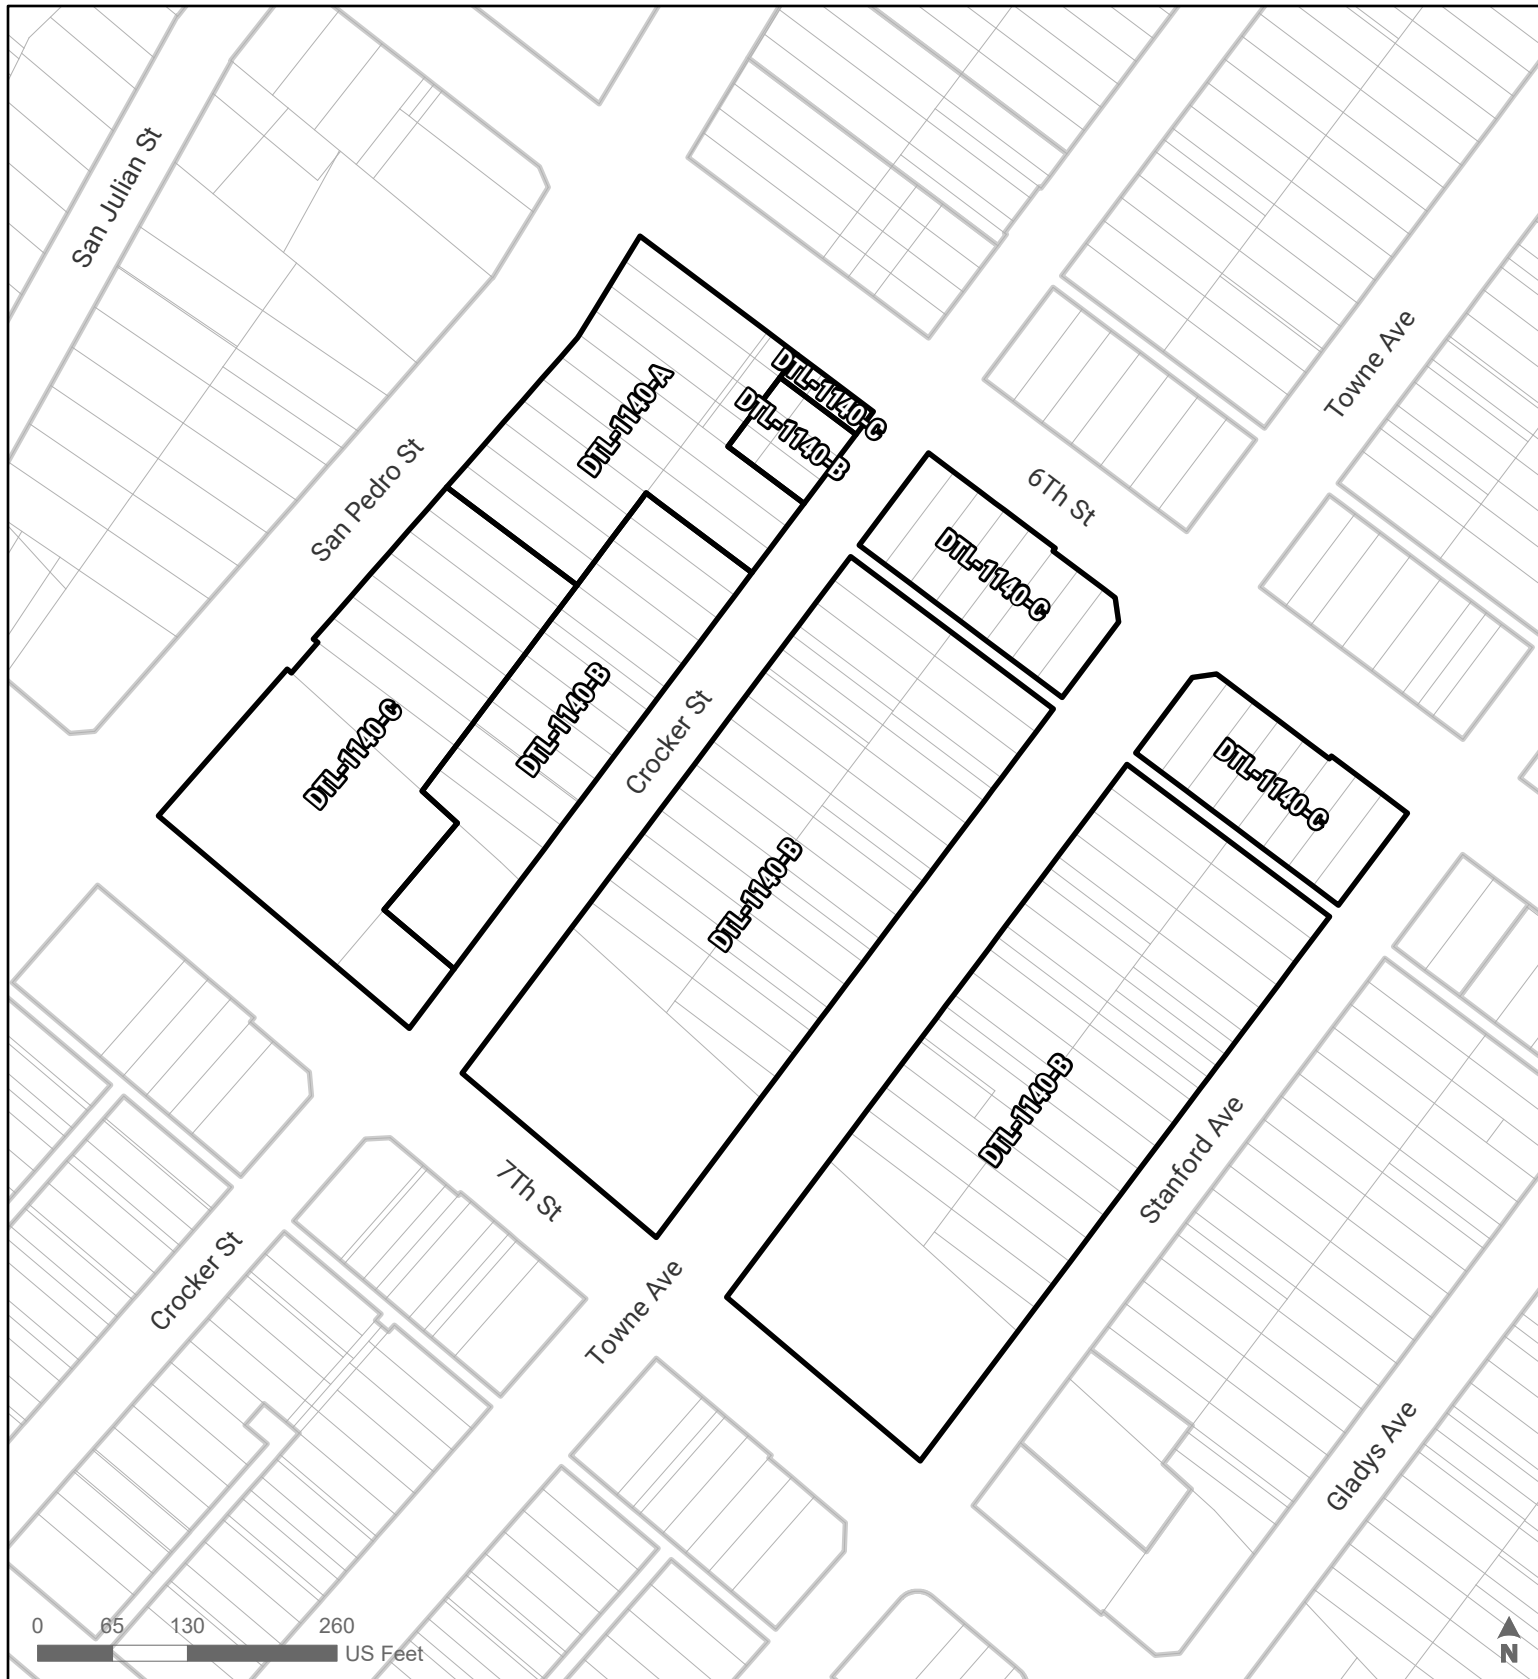 San Julian St
Towne Ave
DTL-1140-C
DTL-1140-A
DTL-1140-B
San Pedro St
6Th St
DTL-1140-C
DTL-1140-B
Crocker St
DTL-1140-C
DTL-1140-C
DTL-1140-B
DTL-1140-B
Stanford Ave
7Th St
Crocker St
Towne Ave
Gladys Ave
0 65 130 260
US Feet
N